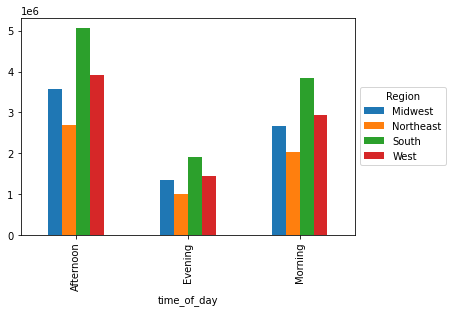 1e6
5
4
3
2
1
0
Afternoon
Evening
Morning
time_of_day
Region
Midwest
Northeast
South
West